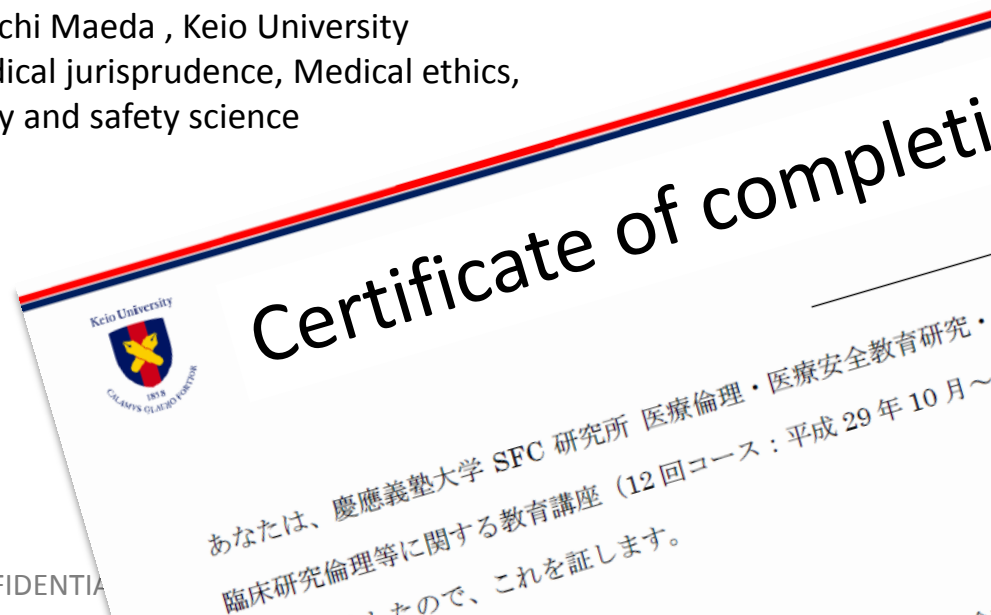 chi Maeda , Keio University
dical jurisprudence, Medical ethics,
y and safety science
Certificate of completi
Keio University
1858
CALAMVS GLADIO FORTIOR
あなたは、慶應義塾大学 SFC 研究所 医療倫理・医療安全教育研究・
臨床研究倫理等に関する教育講座（12 回コース：平成 29 年 10 月～
たので、これを証します。
FIDENTIA